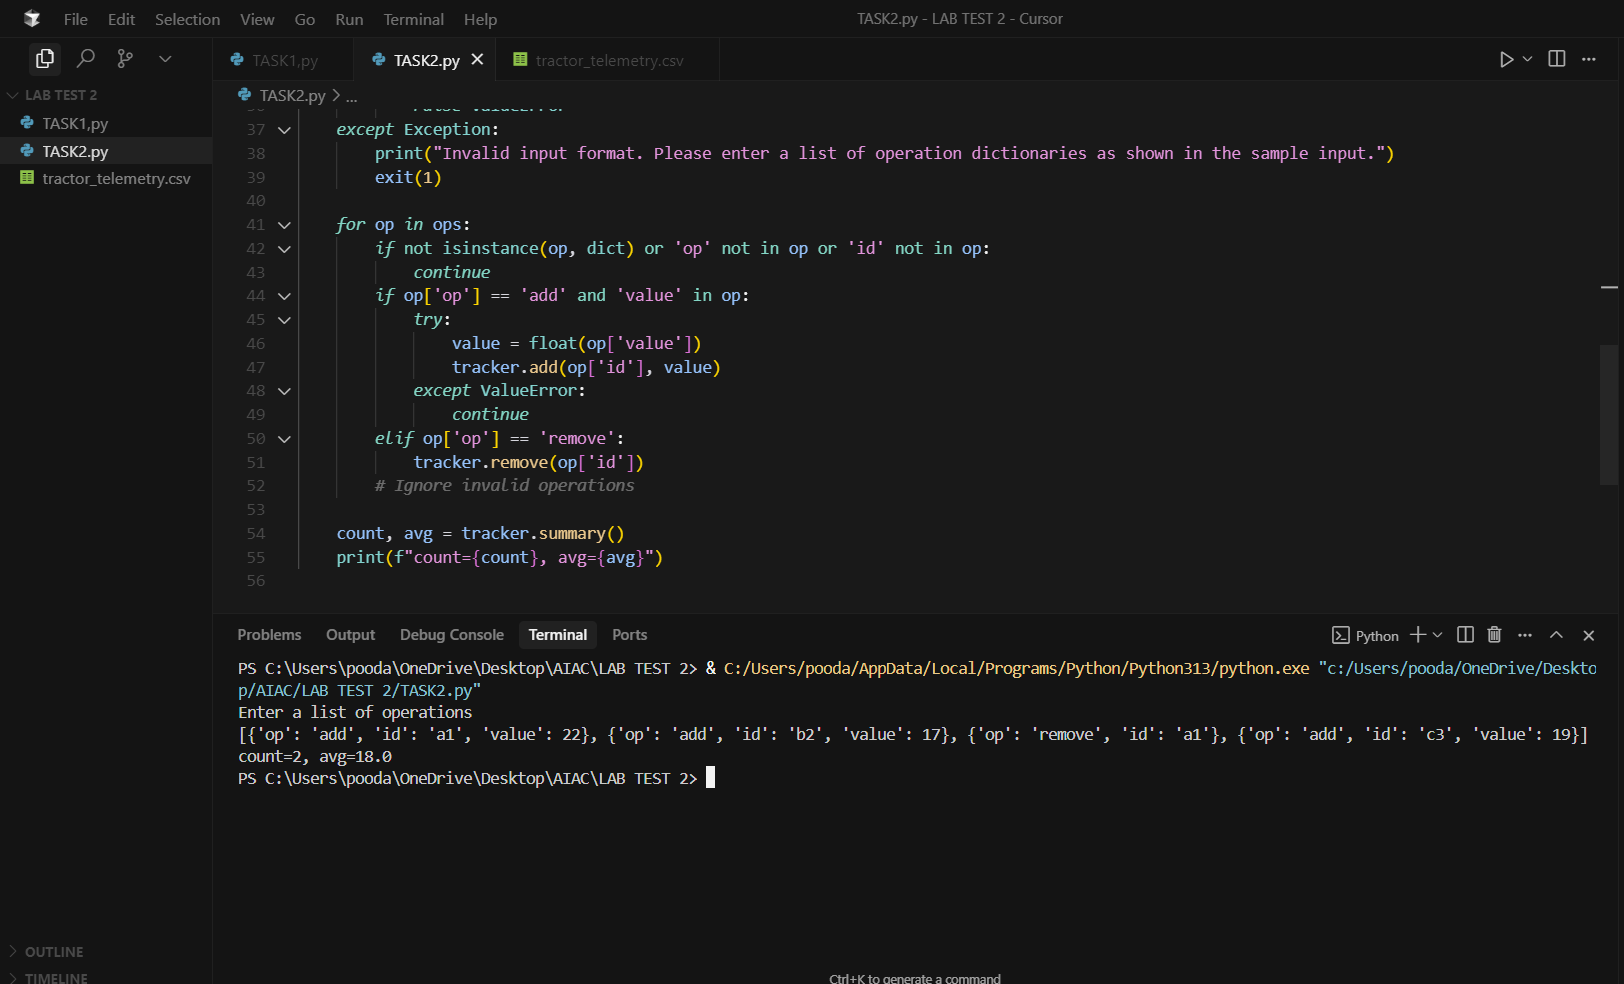 File Edit Selection View Go Run Terminal Help
TASK2.py - LAB TEST 2 - Cursor
TASK1,py
TASK2.py
tractor_telemetry.csv
LAB TEST 2
TASK1,py
TASK2.py
tractor_telemetry.csv
OUTLINE
TIMELINE
TASK2.py > ...
37 except Exception:
38 print("Invalid input format. Please enter a list of operation dictionaries as shown in the sample input.")
39 exit(1)
40
41 for op in ops:
42 if not isinstance(op, dict) or 'op' not in op or 'id' not in op:
43 continue
44 if op['op'] == 'add' and 'value' in op:
45 try:
46 value = float(op['value'])
47 tracker.add(op['id'], value)
48 except ValueError:
49 continue
50 elif op['op'] == 'remove':
51 tracker.remove(op['id'])
52 # Ignore invalid operations
53
54 count, avg = tracker.summary()
55 print(f"count={count}, avg={avg}")
56
Problems Output Debug Console Terminal Ports
Python
PS C:\Users\pooda\OneDrive\Desktop\AIAC\LAB TEST 2> & C:/Users/pooda/AppData/Local/Programs/Python/Python313/python.exe "c:/Users/pooda/OneDrive/Deskto
p/AIAC/LAB TEST 2/TASK2.py"
Enter a list of operations
[{'op': 'add', 'id': 'a1', 'value': 22}, {'op': 'add', 'id': 'b2', 'value': 17}, {'op': 'remove', 'id': 'a1'}, {'op': 'add', 'id': 'c3', 'value': 19}]
count=2, avg=18.0
PS C:\Users\pooda\OneDrive\Desktop\AIAC\LAB TEST 2>
Ctrl+K to generate a command